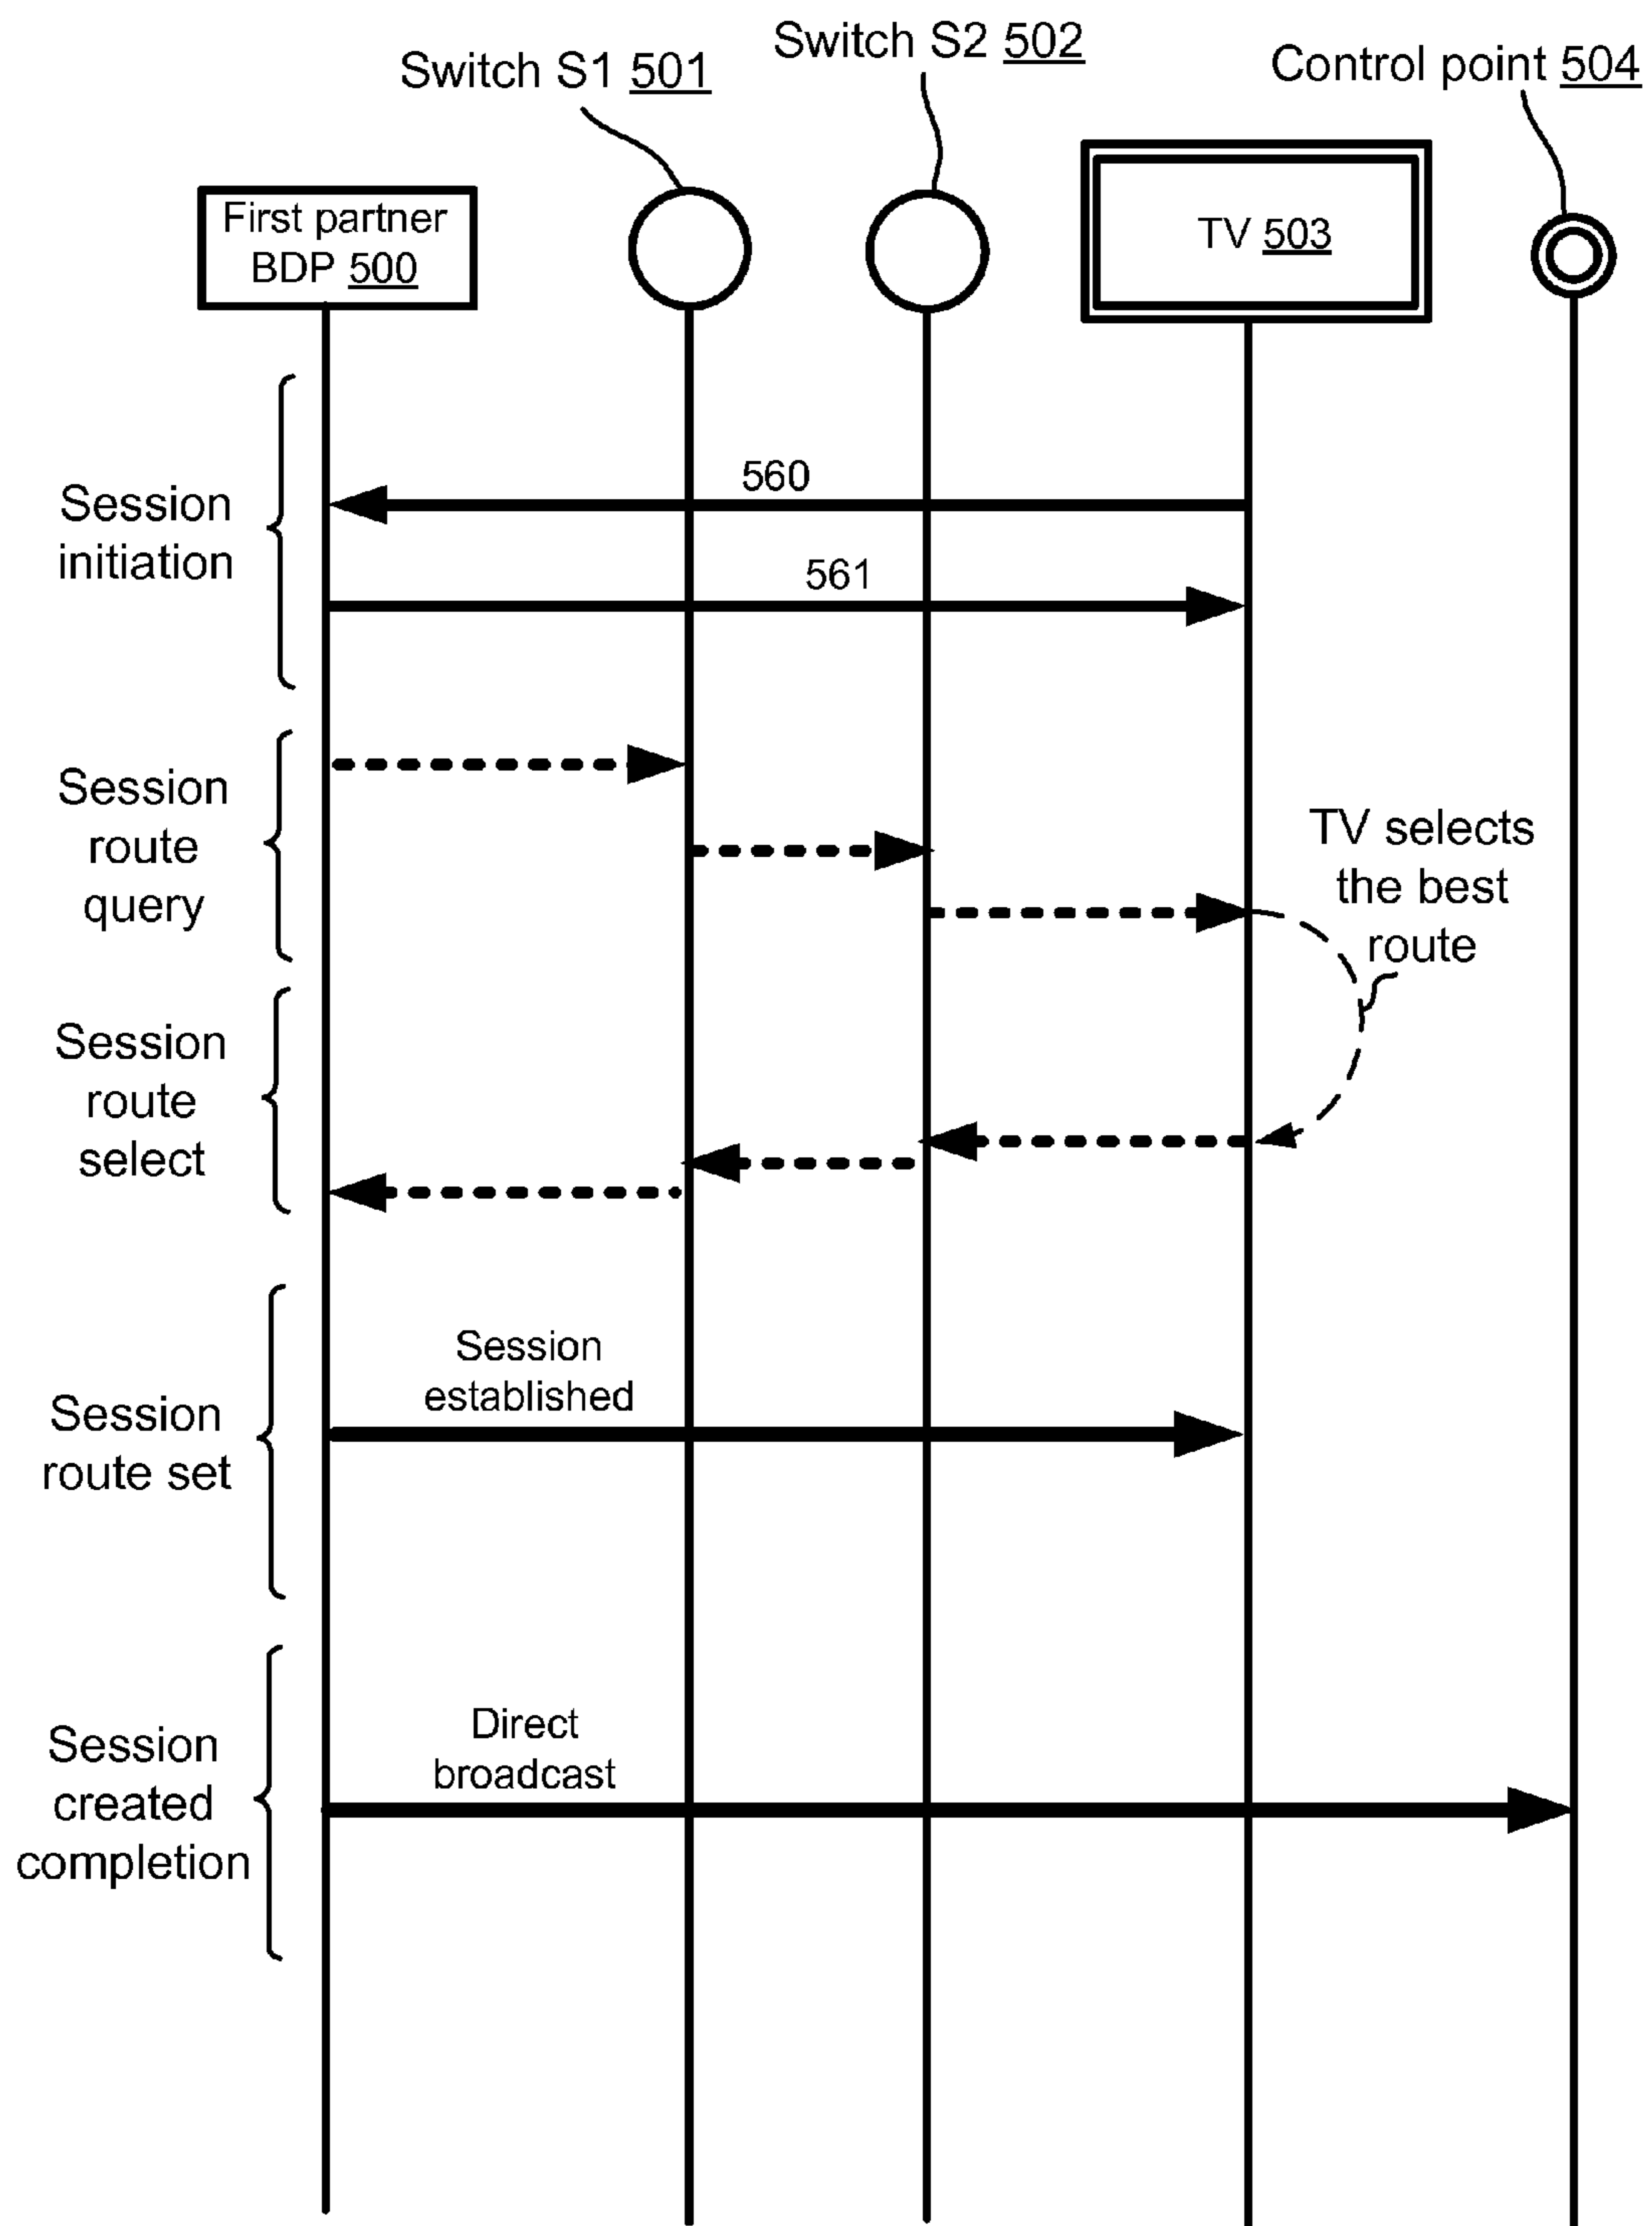 Switch S1 501
Switch S2 502
Control point 504
First partner
BDP 500
TV 503
Session
initiation
560
561
Session
route
query
TV selects
the best
route
Session
route
select
Session
route set
Session
established
Session
created
completion
Direct
broadcast